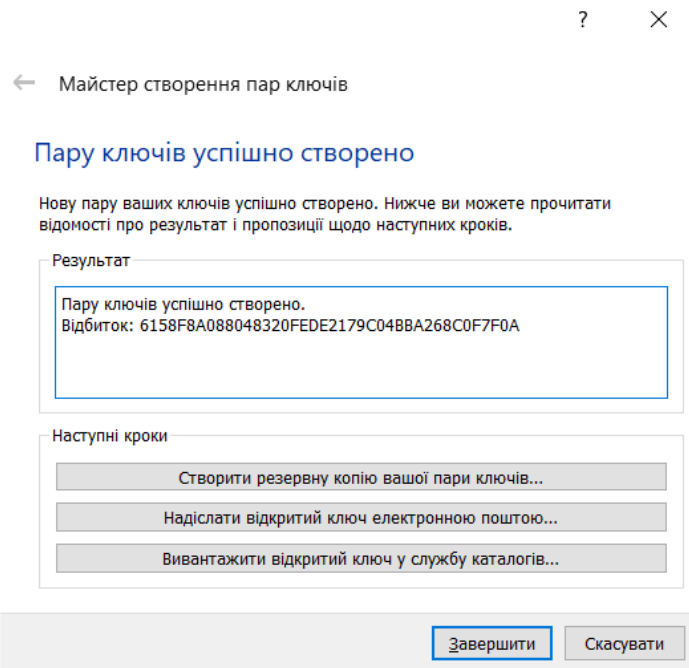 ?
Майстер створення пар ключів
Пару ключів успішно створено
Нову пару ваших ключів успішно створено. Нижче ви можете прочитати
відомості про результат і пропозиції щодо наступних кроків.
Результат
Пару ключів успішно створено.
Відбиток: 6158F8A088048320FEDE2179C04BBA268C0F7F0A
Наступні кроки
Створити резервну копію вашої пари ключів...
Надіслати відкритий ключ електронною поштою...
Вивантажити відкритий ключ у службу каталогів...
Завершити
Скасувати